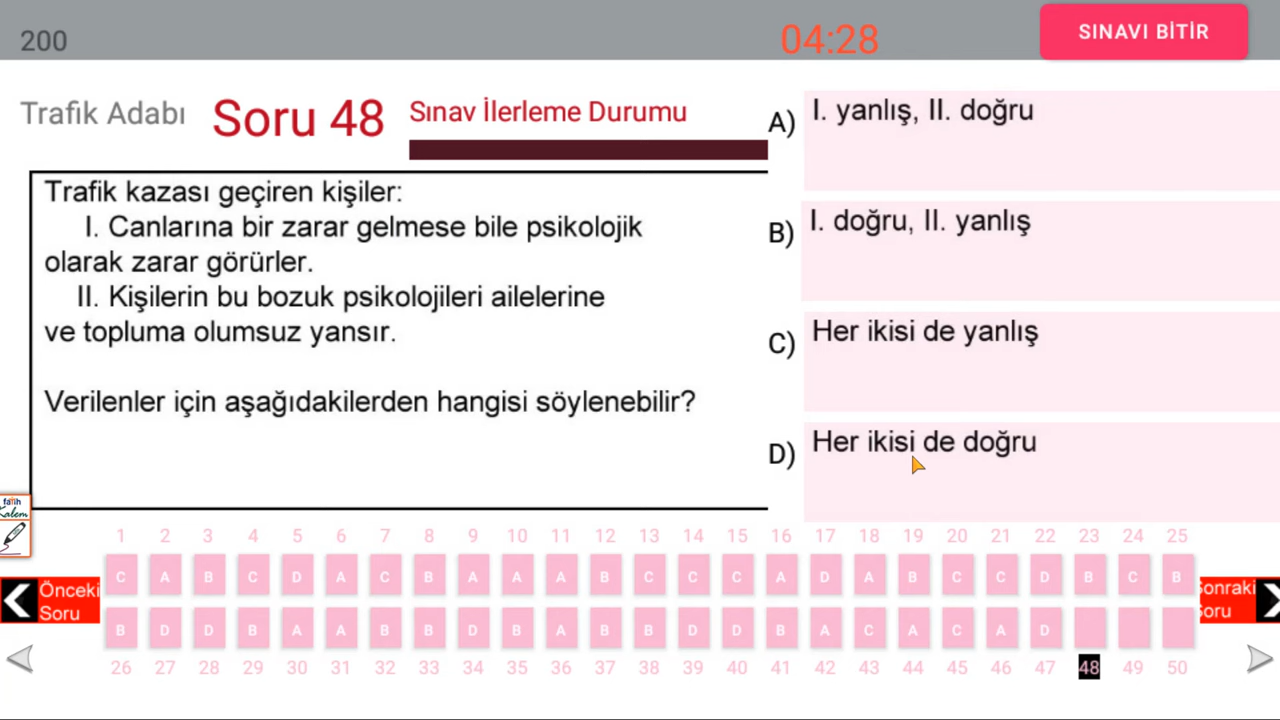 200
04:28
SINAVI BİTİR
Trafik Adabı
Soru 48
Sınav İlerleme Durumu
Trafik kazası geçiren kişiler:
I. Canlarına bir zarar gelmese bile psikolojik
olarak zarar görürler.
II. Kişilerin bu bozuk psikolojileri ailelerine
ve topluma olumsuz yansır.
Verilenler için aşağıdakilerden hangisi söylenebilir?
A) I. yanlış, II. doğru
B) I. doğru, II. yanlış
C) Her ikisi de yanlış
D) Her ikisi de doğru
fatih
Kalem
Önceki
Soru
Sonraki
Soru
1 2 3 4 5 6 7 8 9 10 11 12 13 14 15 16 17 18 19 20 21 22 23 24 25
C A B C D A C B A A A B C C C A D A B C C D B C B
B D D B A A B B D B A B B D D B A C A C A D
26 27 28 29 30 31 32 33 34 35 36 37 38 39 40 41 42 43 44 45 46 47 48 49 50